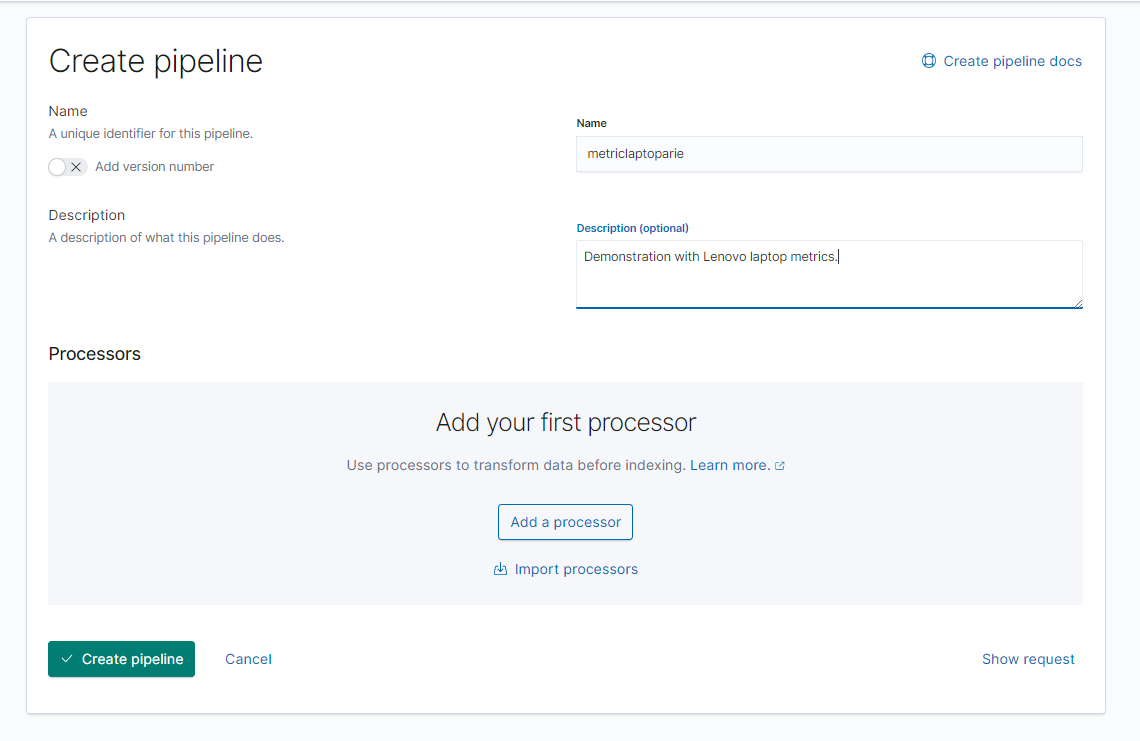 Create pipeline
Create pipeline docs
Name
A unique identifier for this pipeline.
Add version number
Name
metriclaptoparie
Description
A description of what this pipeline does.
Description (optional)
Demonstration with Lenovo laptop metrics.
Processors
Add your first processor
Use processors to transform data before indexing. Learn more.
Add a processor
Import processors
Create pipeline
Cancel
Show request